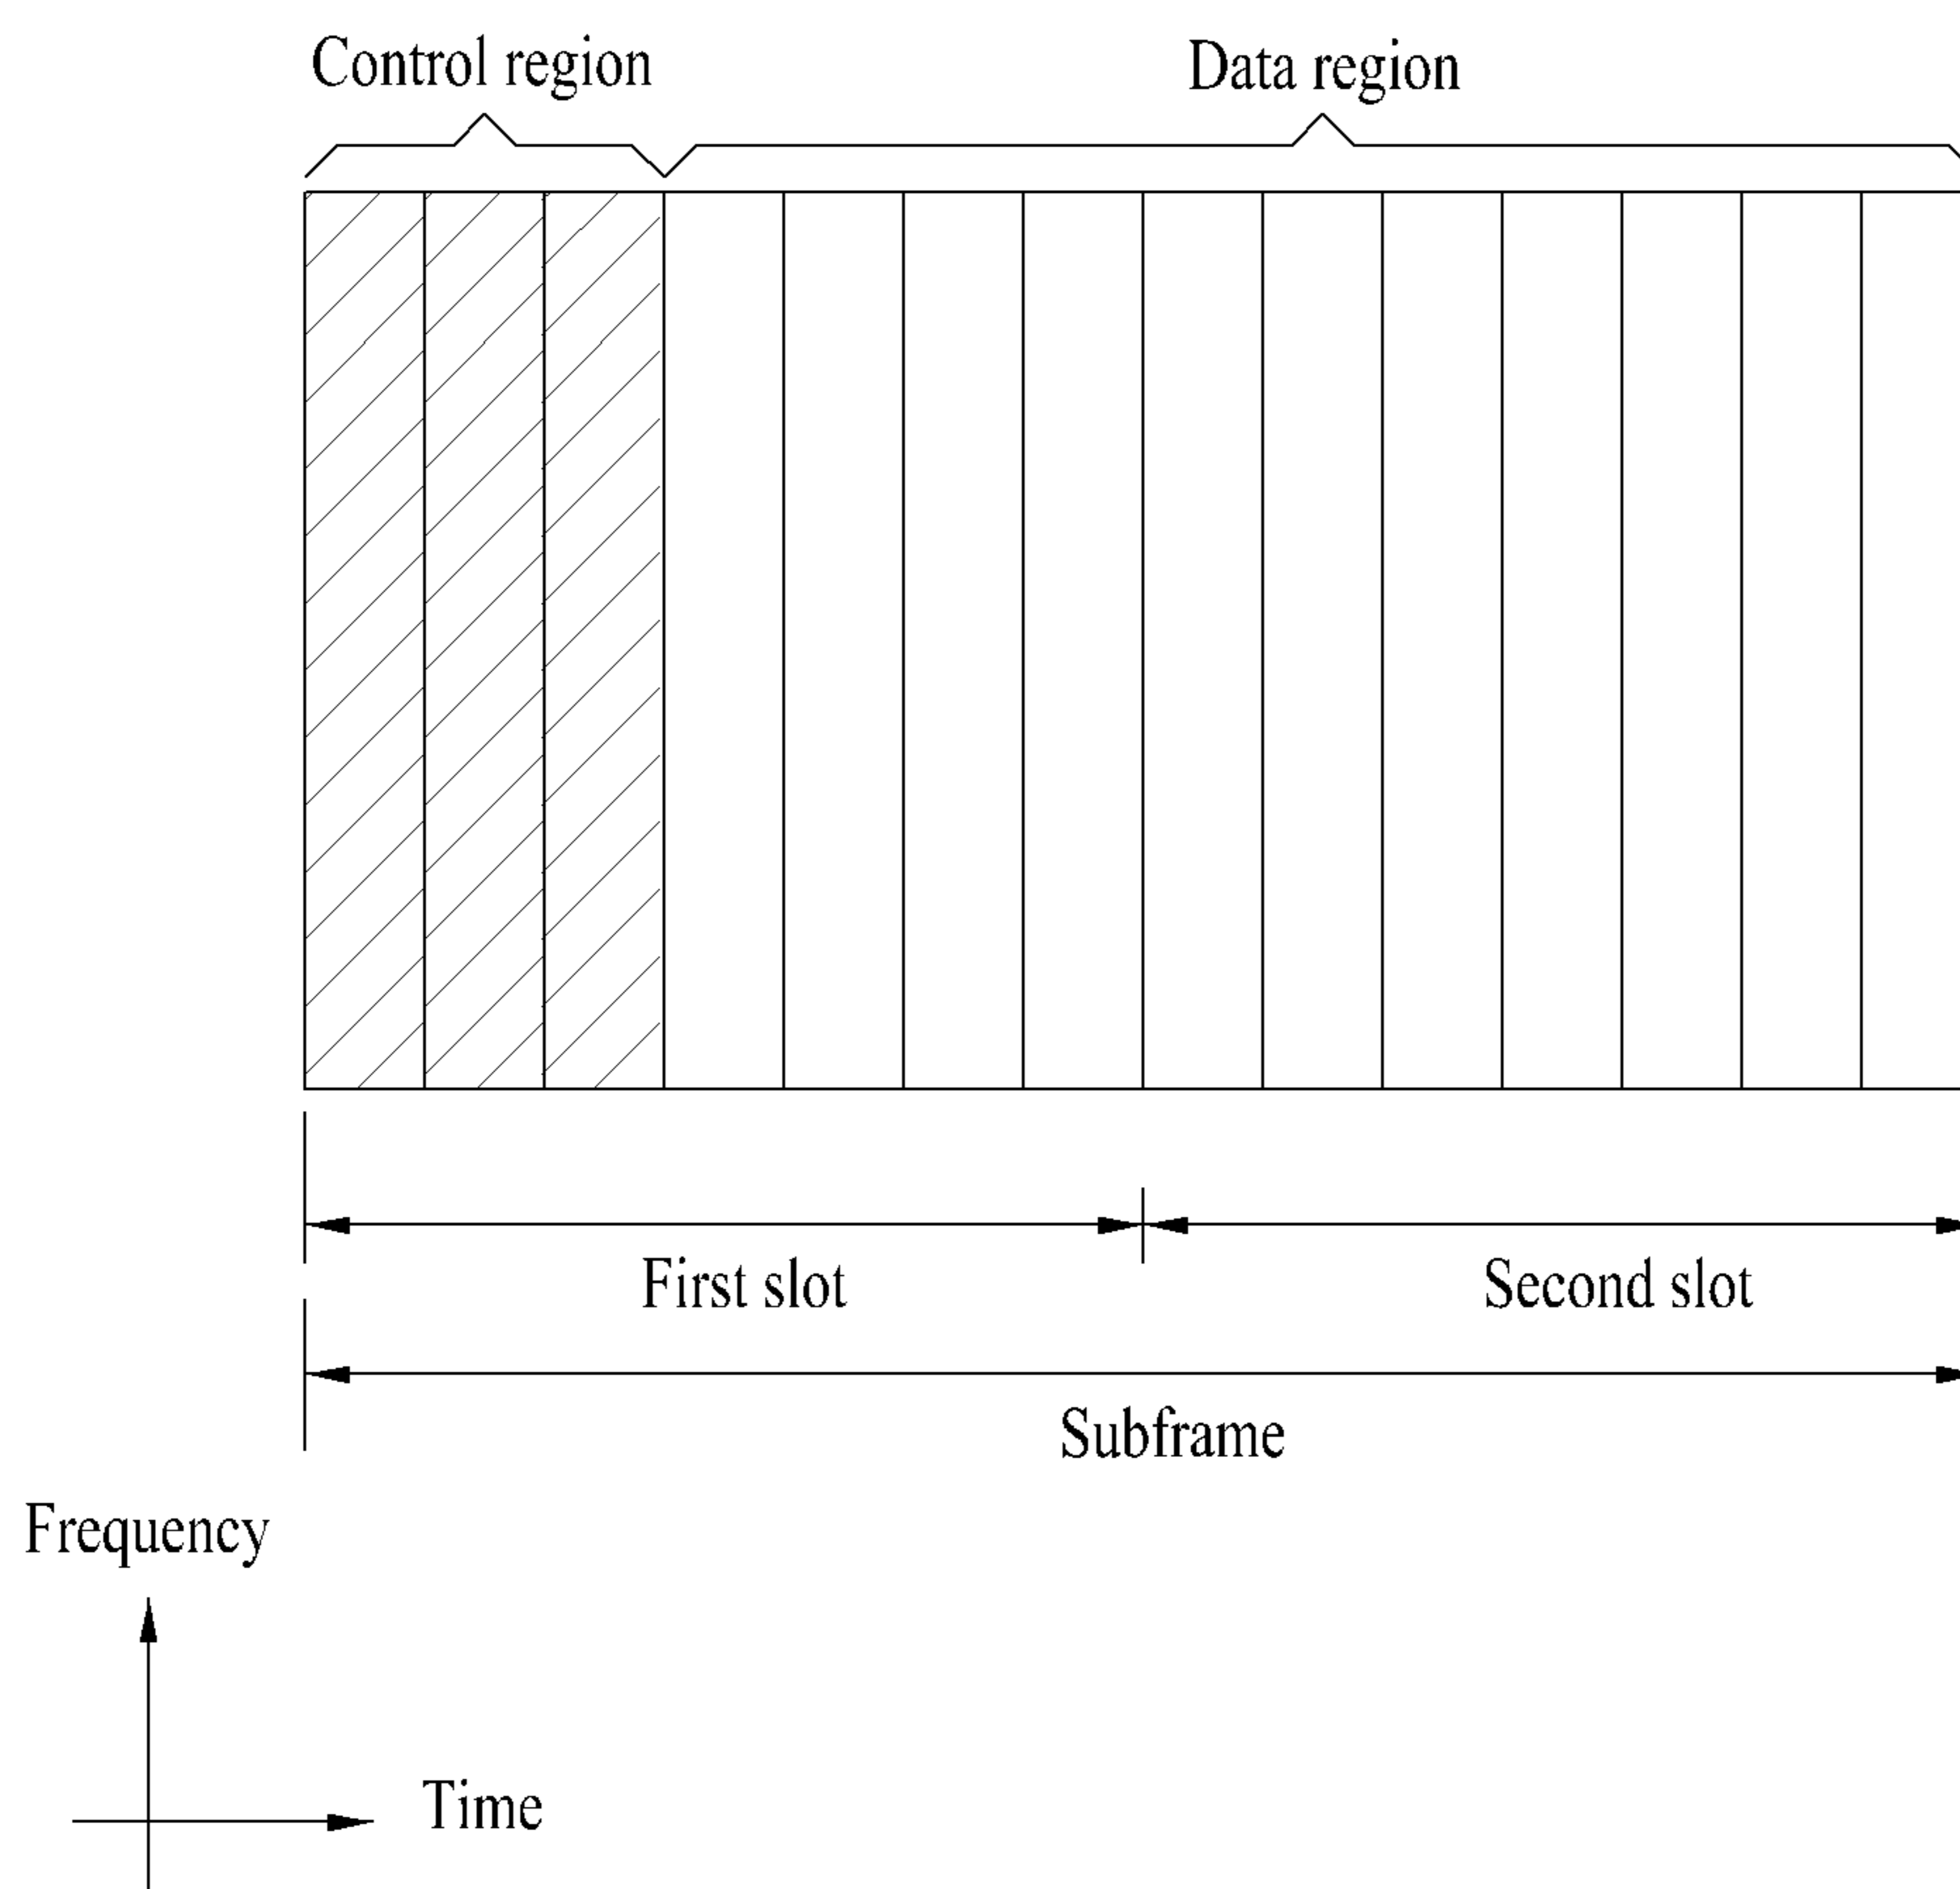 Control region
Data region
First slot
Second slot
Subframe
Frequency
Time